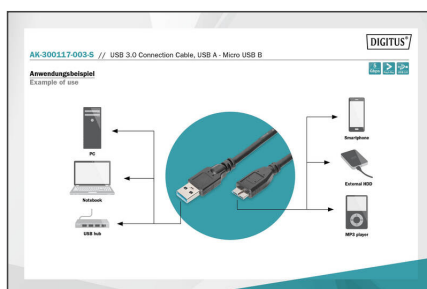 DIGITUS®
AK-300117-003-S // USB 3.0 Connection Cable, USB A - Micro USB B
Anwendungsbeispiel
Example of use
PC
Notebook
USB hub
Smartphone
External HDD
MP3 player